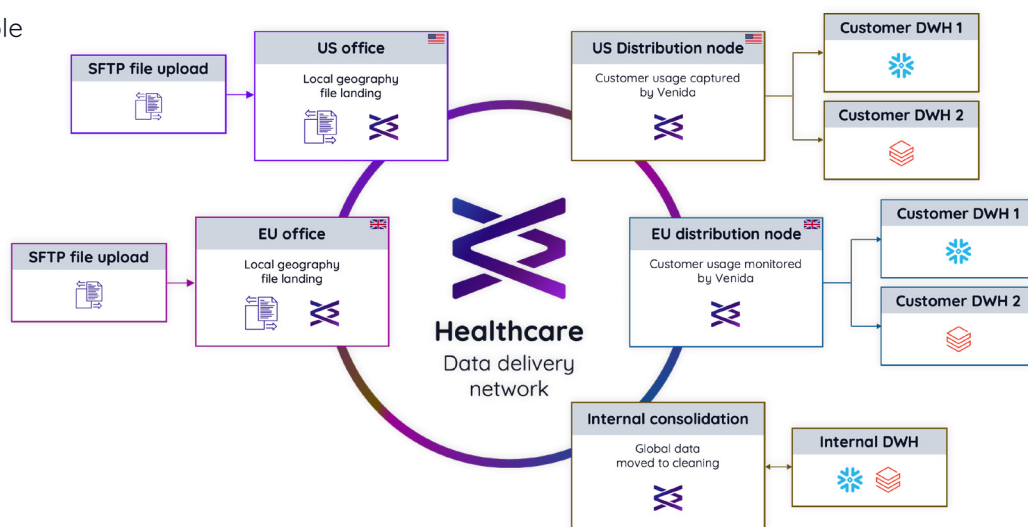 ple
SFTP file upload
US office
Local geography
file landing
US Distribution node
Customer usage captured
by Venida
Customer DWH 1
Customer DWH 2
SFTP file upload
EU office
Local geography
file landing
Healthcare
Data delivery
network
EU distribution node
Customer usage monitored
by Venida
Customer DWH 1
Customer DWH 2
Internal consolidation
Global data
moved to cleaning
Internal DWH